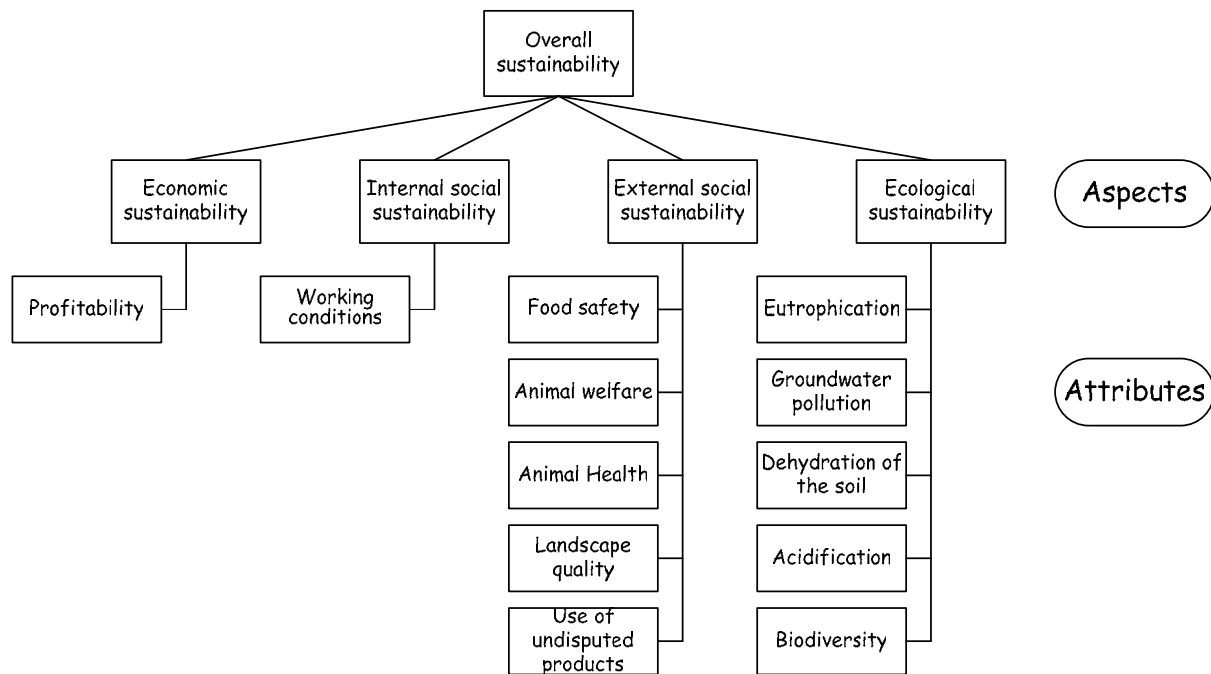 Overall
sustainability
Economic
sustainability
Internal social
sustainability
External social
sustainability
Ecological
sustainability
Aspects
Profitability
Working
conditions
Food safety
Eutrophication
Animal welfare
Groundwater
pollution
Attributes
Animal Health
Dehydration of
the soil
Landscape
quality
Acidification
Use of
undisputed
products
Biodiversity